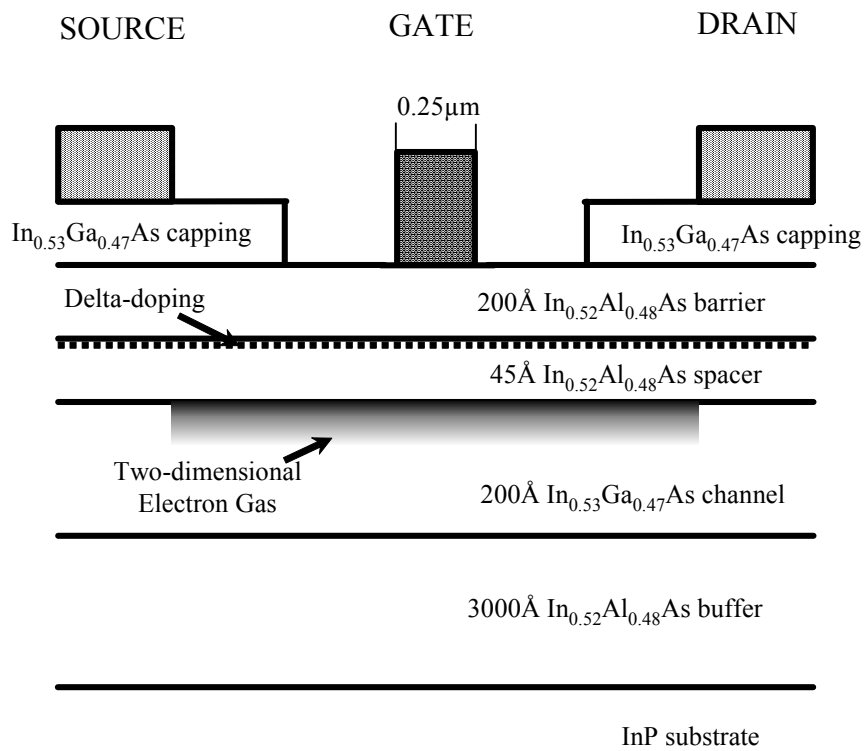 SOURCE GATE DRAIN
0.25µm
In₀.₅₃Ga₀.₄₇As capping In₀.₅₃Ga₀.₄₇As capping
Delta-doping 200Å In₀.₅₂Al₀.₄₈As barrier
45Å In₀.₅₂Al₀.₄₈As spacer
Two-dimensional
Electron Gas
200Å In₀.₅₃Ga₀.₄₇As channel
3000Å In₀.₅₂Al₀.₄₈As buffer
InP substrate